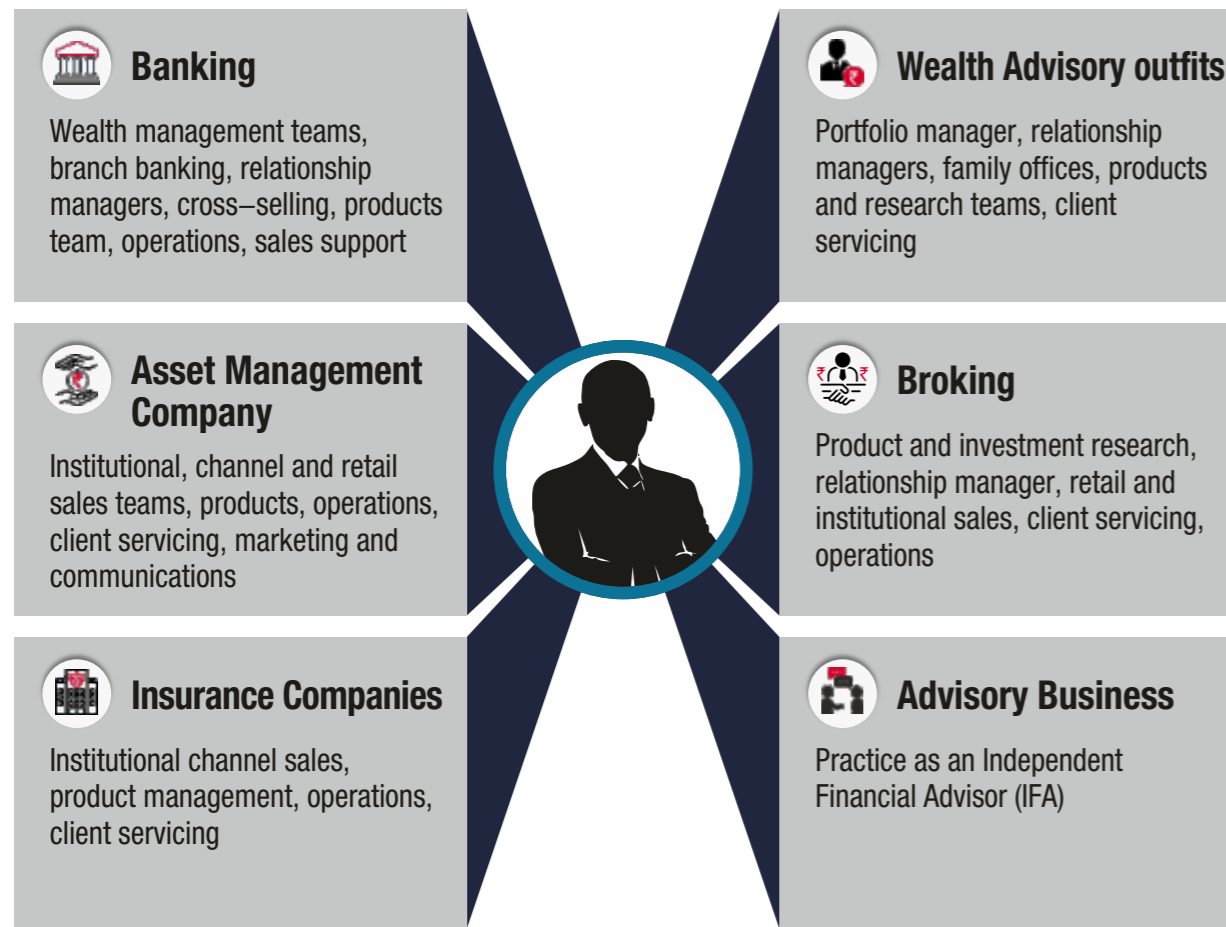 Banking
Wealth management teams,
branch banking, relationship
managers, cross–selling, products
team, operations, sales support
Wealth Advisory outfits
Portfolio manager, relationship
managers, family offices, products
and research teams, client
servicing
Asset Management
Company
Institutional, channel and retail
sales teams, products, operations,
client servicing, marketing and
communications
Broking
Product and investment research,
relationship manager, retail and
institutional sales, client servicing,
operations
Insurance Companies
Institutional channel sales,
product management, operations,
client servicing
Advisory Business
Practice as an Independent
Financial Advisor (IFA)